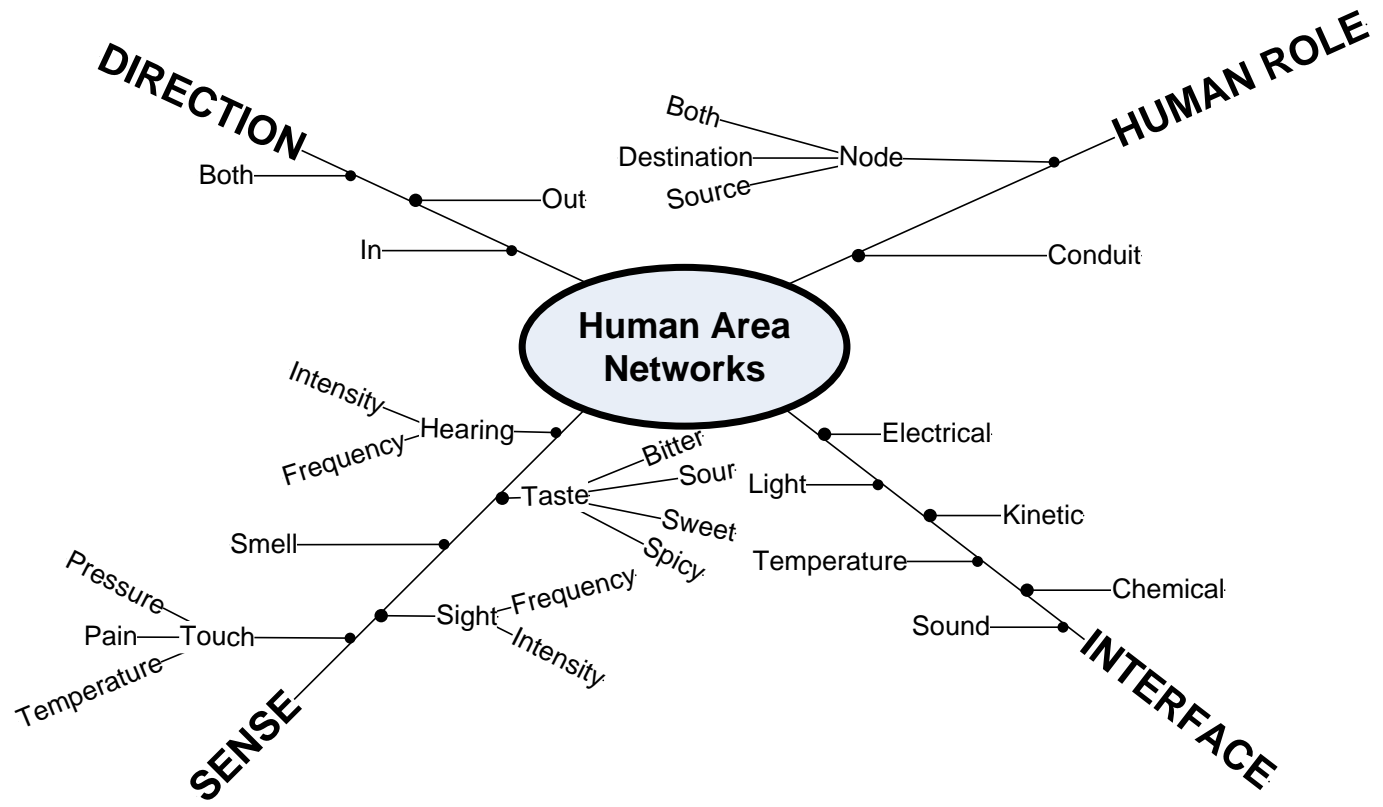 DIRECTION
Both
Out
In
HUMAN ROLE
Both
Destination
Source
Node
Conduit
Human Area
Networks
Intensity
Frequency
Hearing
Taste
Bitter
Sour
Sweet
Spicy
Smell
Sight
Frequency
Intensity
Pressure
Pain
Temperature
Touch
SENSE
Electrical
Light
Kinetic
Temperature
Chemical
Sound
INTERFACE